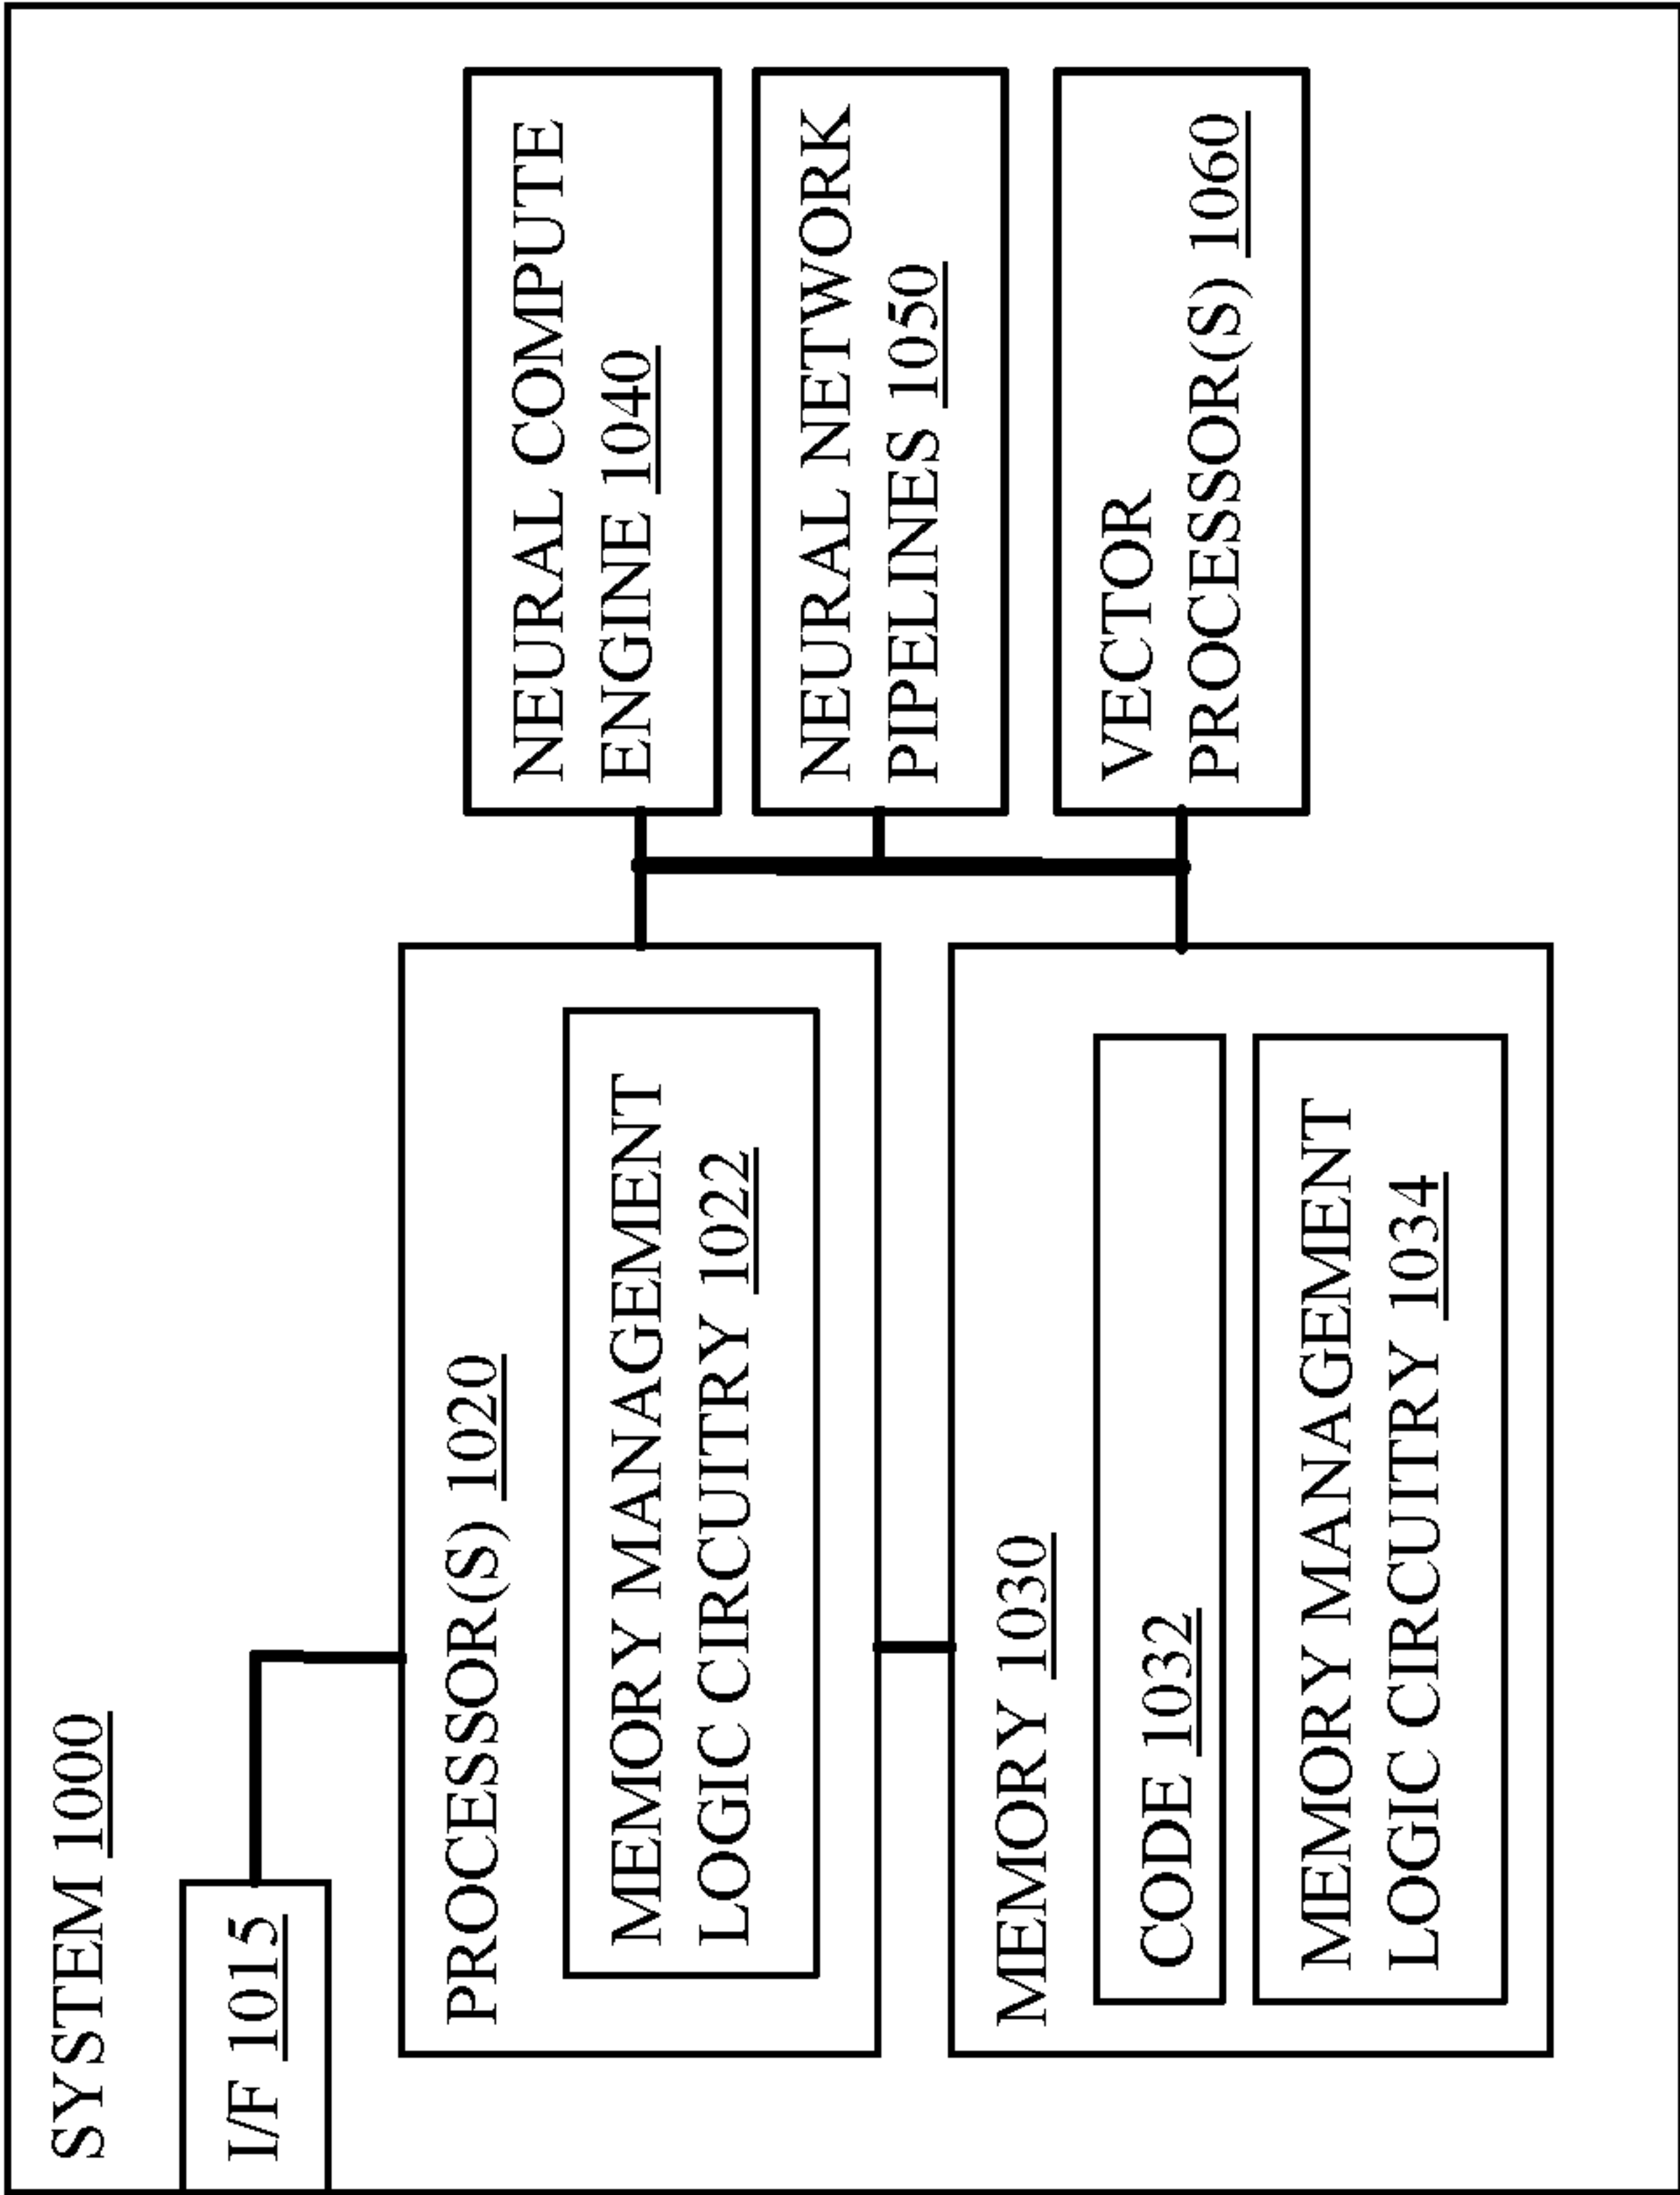 SYSTEM 1000
I/F 1015
PROCESSOR(S) 1020
MEMORY MANAGEMENT
LOGIC CIRCUITRY 1022
MEMORY 1030
CODE 1032
MEMORY MANAGEMENT
LOGIC CIRCUITRY 1034
NEURAL COMPUTE
ENGINE 1040
NEURAL NETWORK
PIPELINES 1050
VECTOR
PROCESSOR(S) 1060